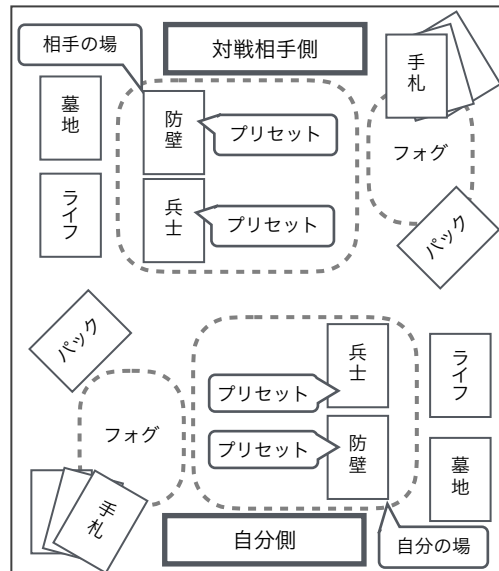 相手の場
対戦相手側
手札
墓地
防壁
プリセット
フォグ
ライフ
兵士
プリセット
パック
パック
兵士
ライフ
プリセット
フォグ
プリセット
防壁
墓地
手札
自分側
自分の場